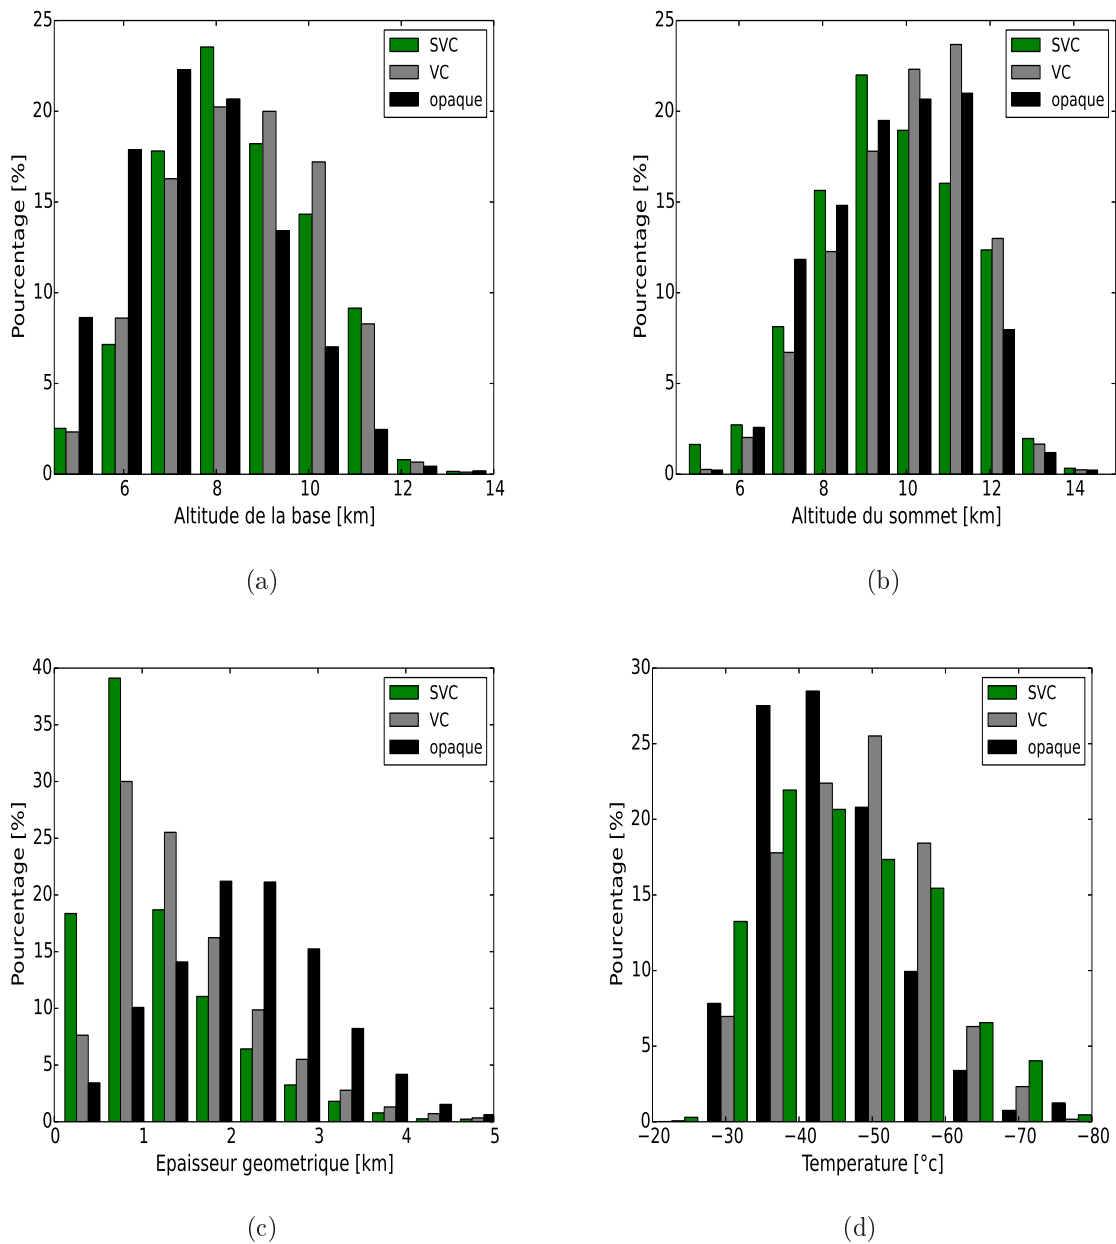 25
20
15
10
5
0
Pourcentage [%]
SVC
VC
opaque
6
8
10
12
14
Altitude de la base [km]
(a)
25
20
15
10
5
0
Pourcentage [%]
SVC
VC
opaque
6
8
10
12
14
Altitude du sommet [km]
(b)
40
35
30
25
20
15
10
5
0
Pourcentage [%]
SVC
VC
opaque
0
1
2
3
4
5
Epaisseur geometrique [km]
(c)
30
25
20
15
10
5
0
Pourcentage [%]
SVC
VC
opaque
−20
−30
−40
−50
−60
−70
−80
Temperature [°c]
(d)